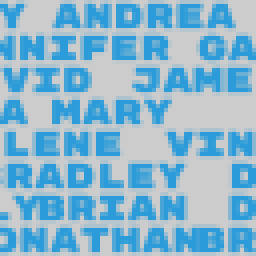 Y ANDREA
NNIFER GA
VID JAME
A MARY
LENE VIN
RADLEY D
LYBRIAN D
ONATHANBR